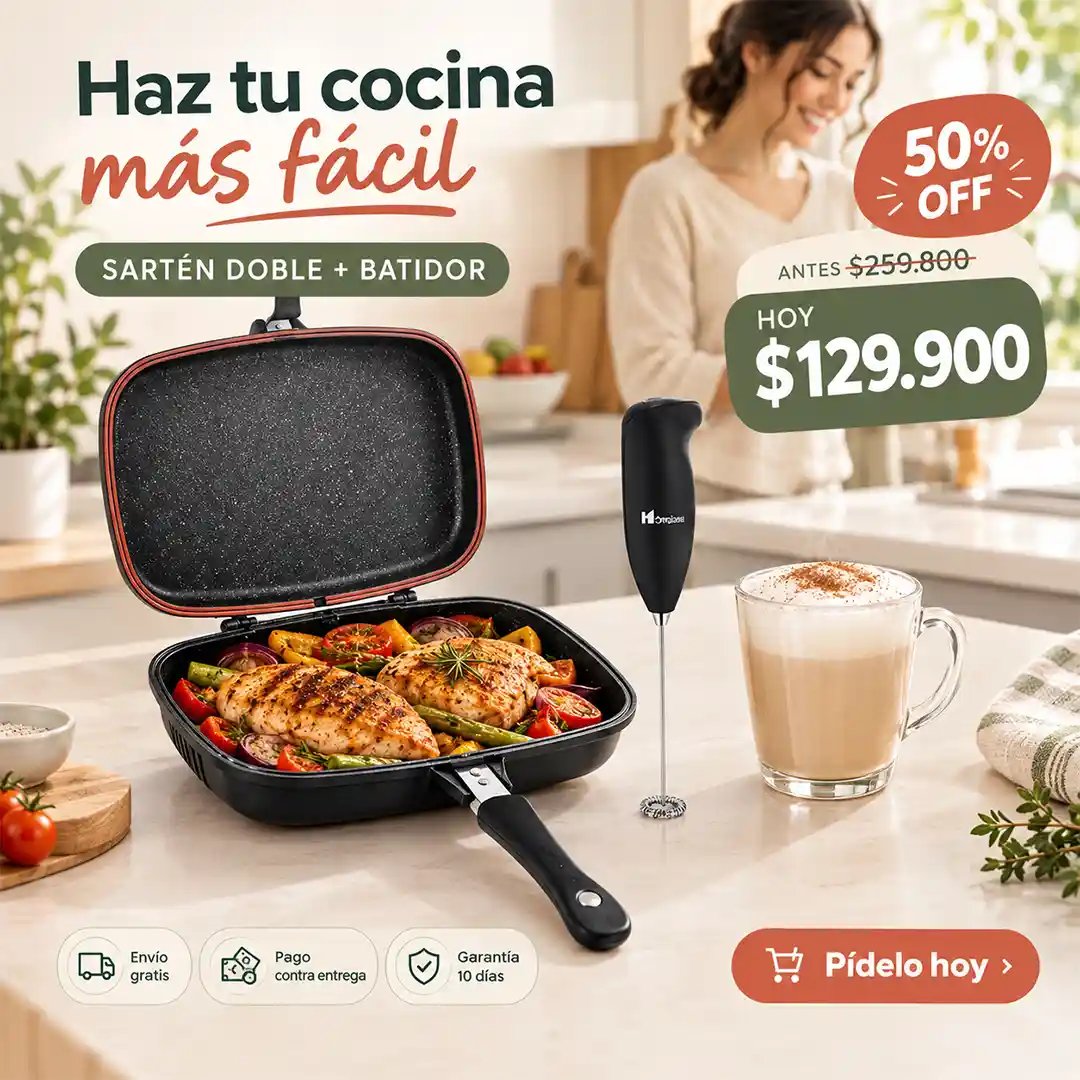 Haz tu cocina
más fácil
SARTÉN DOBLE + BATIDOR
50%
OFF
ANTES $259.800
HOY
$129.900
Envío
gratis
Pago
contra entrega
Garantía
10 días
Pídelo hoy